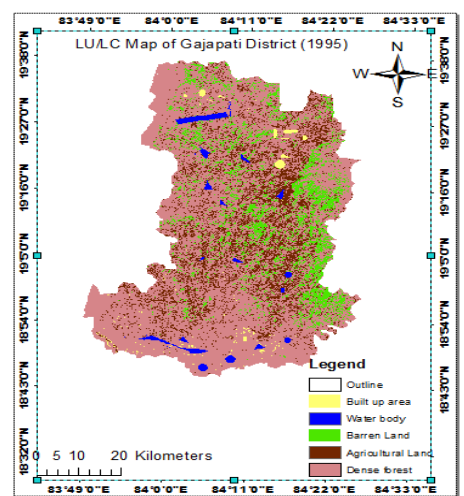 83°49'0"E 84°0'0"E 84°11'0"E 84°22'0"E 84°33'0"E
LU/LC Map of Gajapati District (1995)
N
W E
S
19°38'0"N 19°38'0"N
19°27'0"N 19°27'0"N
19°16'0"N 19°16'0"N
19°5'0"N 19°5'0"N
18°54'0"N 18°54'0"N
18°43'0"N 18°43'0"N
18°32'0"N 18°32'0"N
Legend
Outline
Built up area
Water body
Barren Land
Agricultural Land
Dense forest
0 5 10 20 Kilometers
83°49'0"E 84°0'0"E 84°11'0"E 84°22'0"E 84°33'0"E